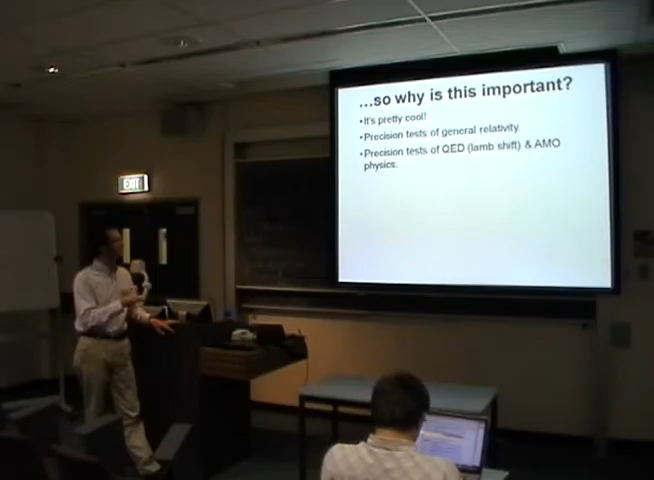 EXIT
...so why is this important?
•It's pretty cool!
•Precision tests of general relativity
•Precision tests of QED (lamb shift) & AMO
physics.